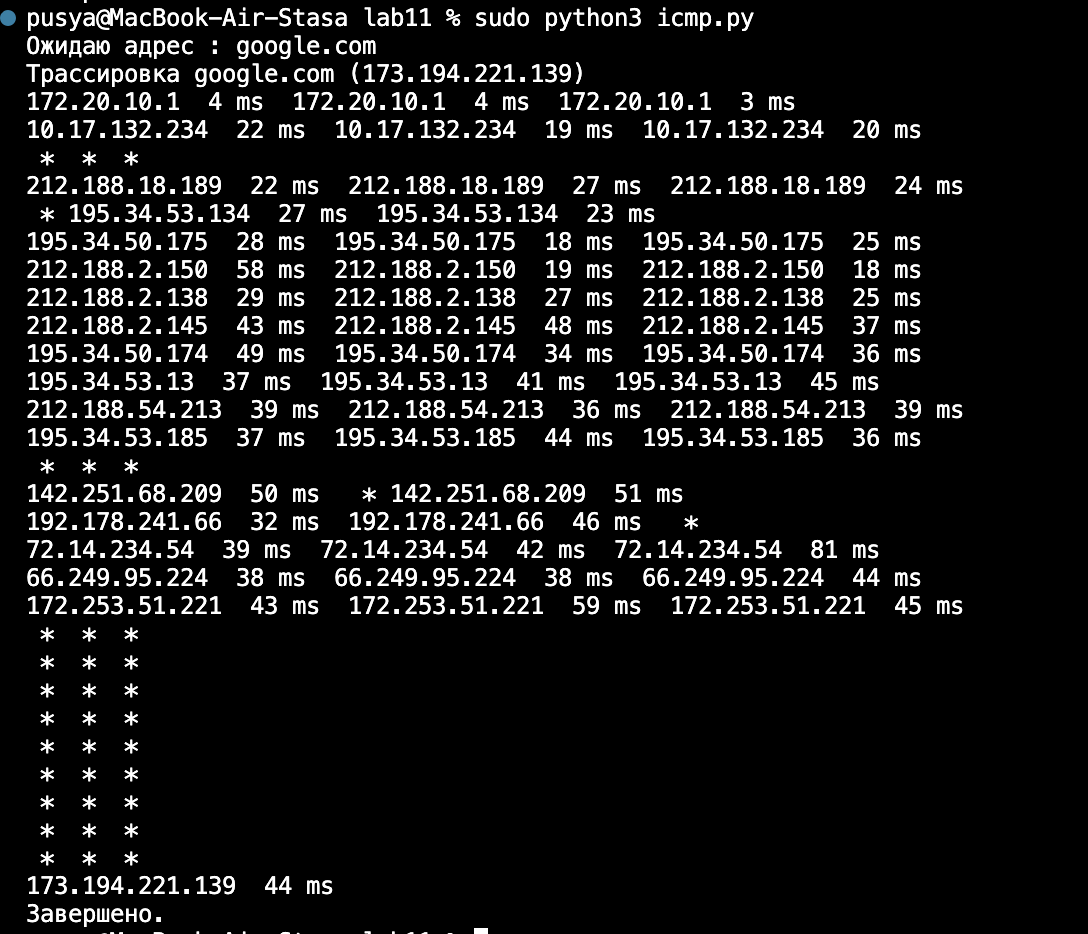 pusya@MacBook-Air-Stasa lab11 % sudo python3 icmp.py
Ожидаю адрес : google.com
Трассировка google.com (173.194.221.139)
172.20.10.1  4 ms  172.20.10.1  4 ms  172.20.10.1  3 ms
10.17.132.234  22 ms  10.17.132.234  19 ms  10.17.132.234  20 ms
 *  *  *
212.188.18.189  22 ms  212.188.18.189  27 ms  212.188.18.189  24 ms
 * 195.34.53.134  27 ms  195.34.53.134  23 ms
195.34.50.175  28 ms  195.34.50.175  18 ms  195.34.50.175  25 ms
212.188.2.150  58 ms  212.188.2.150  19 ms  212.188.2.150  18 ms
212.188.2.138  29 ms  212.188.2.138  27 ms  212.188.2.138  25 ms
212.188.2.145  43 ms  212.188.2.145  48 ms  212.188.2.145  37 ms
195.34.50.174  49 ms  195.34.50.174  34 ms  195.34.50.174  36 ms
195.34.53.13  37 ms  195.34.53.13  41 ms  195.34.53.13  45 ms
212.188.54.213  39 ms  212.188.54.213  36 ms  212.188.54.213  39 ms
195.34.53.185  37 ms  195.34.53.185  44 ms  195.34.53.185  36 ms
 *  *  *
142.251.68.209  50 ms   * 142.251.68.209  51 ms
192.178.241.66  32 ms  192.178.241.66  46 ms   *
72.14.234.54  39 ms  72.14.234.54  42 ms  72.14.234.54  81 ms
66.249.95.224  38 ms  66.249.95.224  38 ms  66.249.95.224  44 ms
172.253.51.221  43 ms  172.253.51.221  59 ms  172.253.51.221  45 ms
 *  *  *
 *  *  *
 *  *  *
 *  *  *
 *  *  *
 *  *  *
 *  *  *
 *  *  *
 *  *  *
173.194.221.139  44 ms
Завершено.